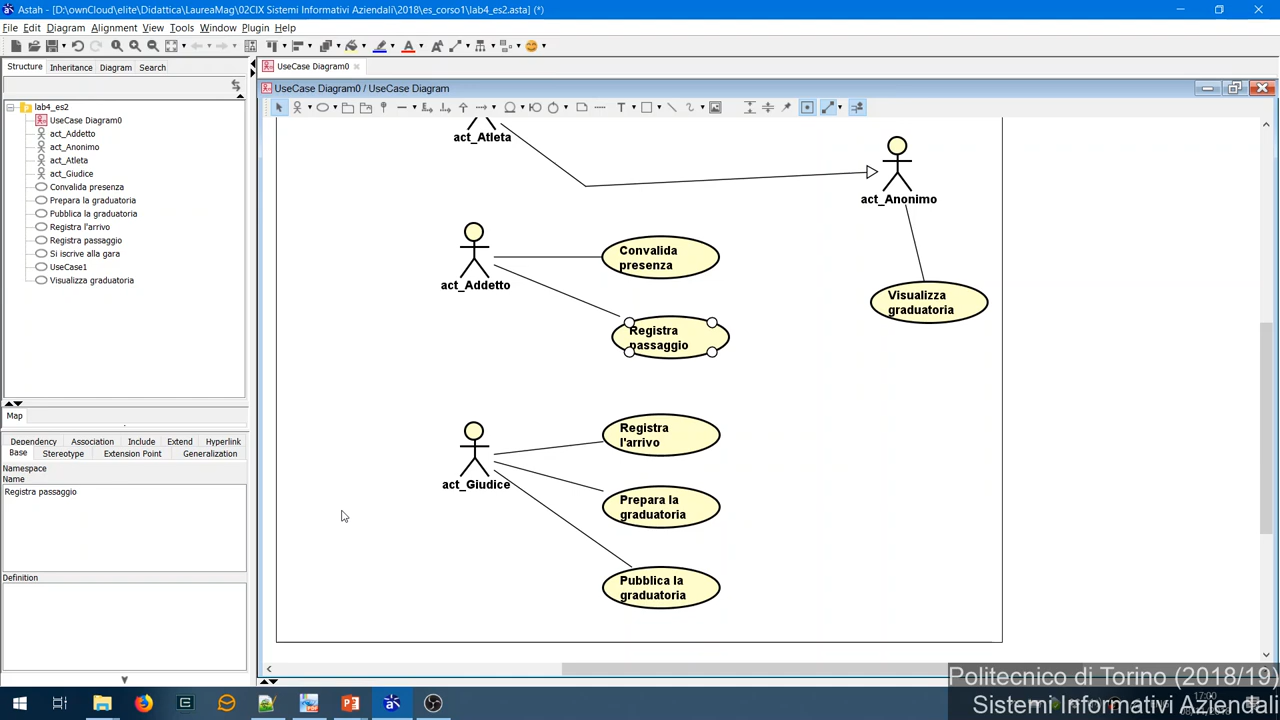 Astah - [D:\ownCloud\elite\Didattica\LaureaMag\02CIX Sistemi Informativi Aziendali\2018\es_corso1\lab4_es2.asta] (*)
File Edit Diagram Alignment View Tools Window Plugin Help
Structure Inheritance Diagram Search
UseCase Diagram0
UseCase Diagram0 / UseCase Diagram
lab4_es2
UseCase Diagram0
act_Addetto
act_Anonimo
act_Atleta
act_Giudice
Convalida presenza
Prepara la graduatoria
Pubblica la graduatoria
Registra l'arrivo
Registra passaggio
Si iscrive alla gara
UseCase1
Visualizza graduatoria
Map
Dependency Association Include Extend Hyperlink
Base Stereotype Extension Point Generalization
Namespace
Name
Registra passaggio
Definition
act_Atleta
act_Anonimo
act_Addetto
Convalida
presenza
Visualizza
graduatoria
Registra
passaggio
act_Giudice
Registra
l'arrivo
Prepara la
graduatoria
Pubblica la
graduatoria
Politecnico di Torino (2018/19)
Sistemi Informativi Aziendali
17:00